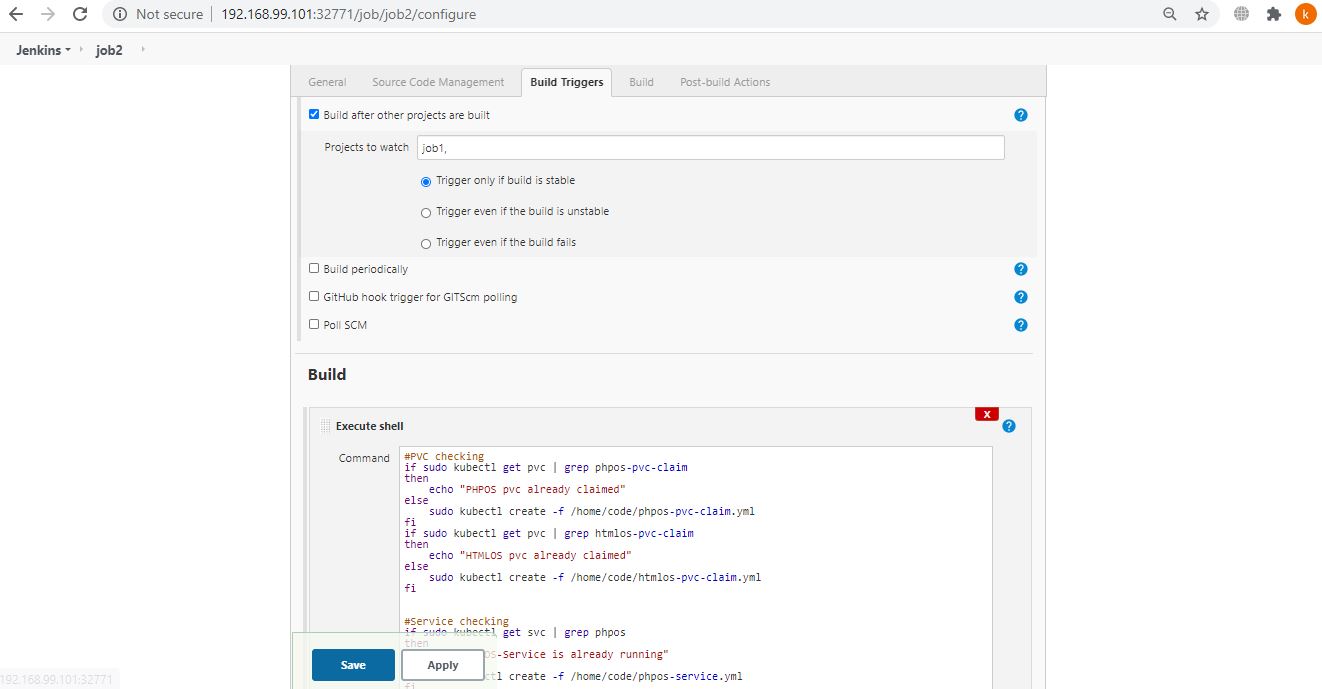 Not secure | 192.168.99.101:32771/job/job2/configure
k
Jenkins job2
General Source Code Management Build Triggers Build Post-build Actions
Build after other projects are built ?
Projects to watch job1,
Trigger only if build is stable
Trigger even if the build is unstable
Trigger even if the build fails
Build periodically ?
GitHub hook trigger for GITScm polling ?
Poll SCM ?
Build
X
Execute shell ?
Command
#PVC checking
if sudo kubectl get pvc | grep phpos-pvc-claim
then
echo "PHPOS pvc already claimed"
else
sudo kubectl create -f /home/code/phpos-pvc-claim.yml
fi
if sudo kubectl get pvc | grep htmlos-pvc-claim
then
echo "HTMLOS pvc already claimed"
else
sudo kubectl create -f /home/code/htmlos-pvc-claim.yml
fi
#Service checking
if sudo kubectl get svc | grep phpos
then
OS-Service is already running"
ctl create -f /home/code/phpos-service.yml
fi
Save Apply
192.168.99.101:32771